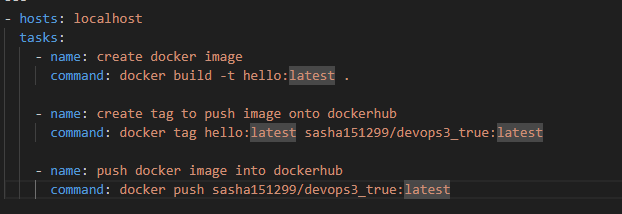 ---
- hosts: localhost
  tasks:
    - name: create docker image
      command: docker build -t hello:latest .

    - name: create tag to push image onto dockerhub
      command: docker tag hello:latest sasha151299/devops3_true:latest

    - name: push docker image into dockerhub
      command: docker push sasha151299/devops3_true:latest